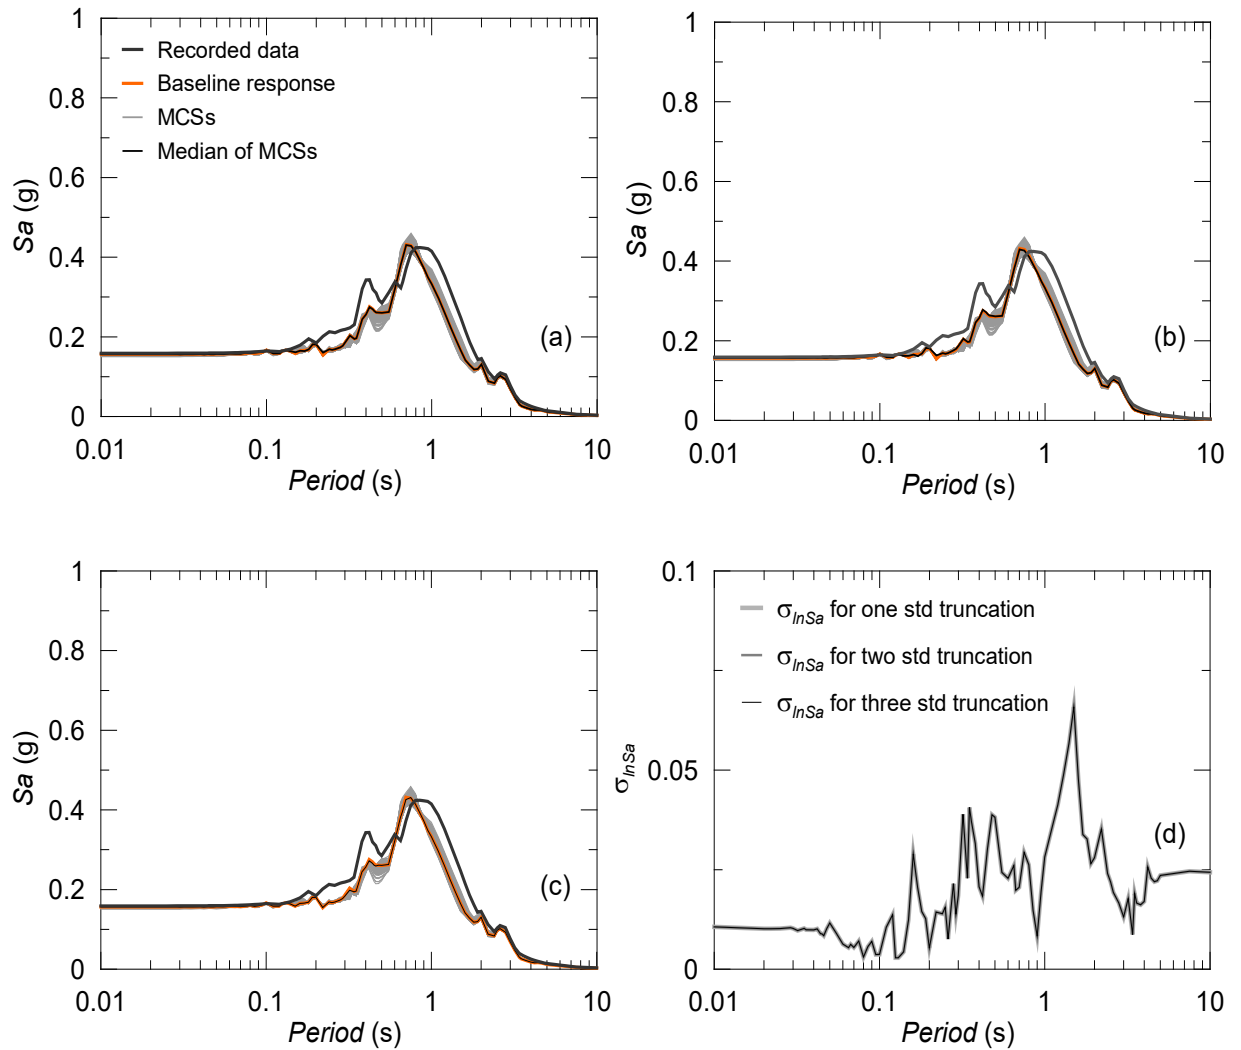 1
0.8
0.6
0.4
0.2
0
Sa (g)
Recorded data
Baseline response
MCSs
Median of MCSs
(a)
0.01 0.1 1 10
Period (s)
1
0.8
0.6
0.4
0.2
0
Sa (g)
(b)
0.01 0.1 1 10
Period (s)
1
0.8
0.6
0.4
0.2
0
Sa (g)
(c)
0.01 0.1 1 10
Period (s)
0.1
0.05
0
σlnSa
σlnSa for one std truncation
σlnSa for two std truncation
σlnSa for three std truncation
(d)
0.01 0.1 1 10
Period (s)